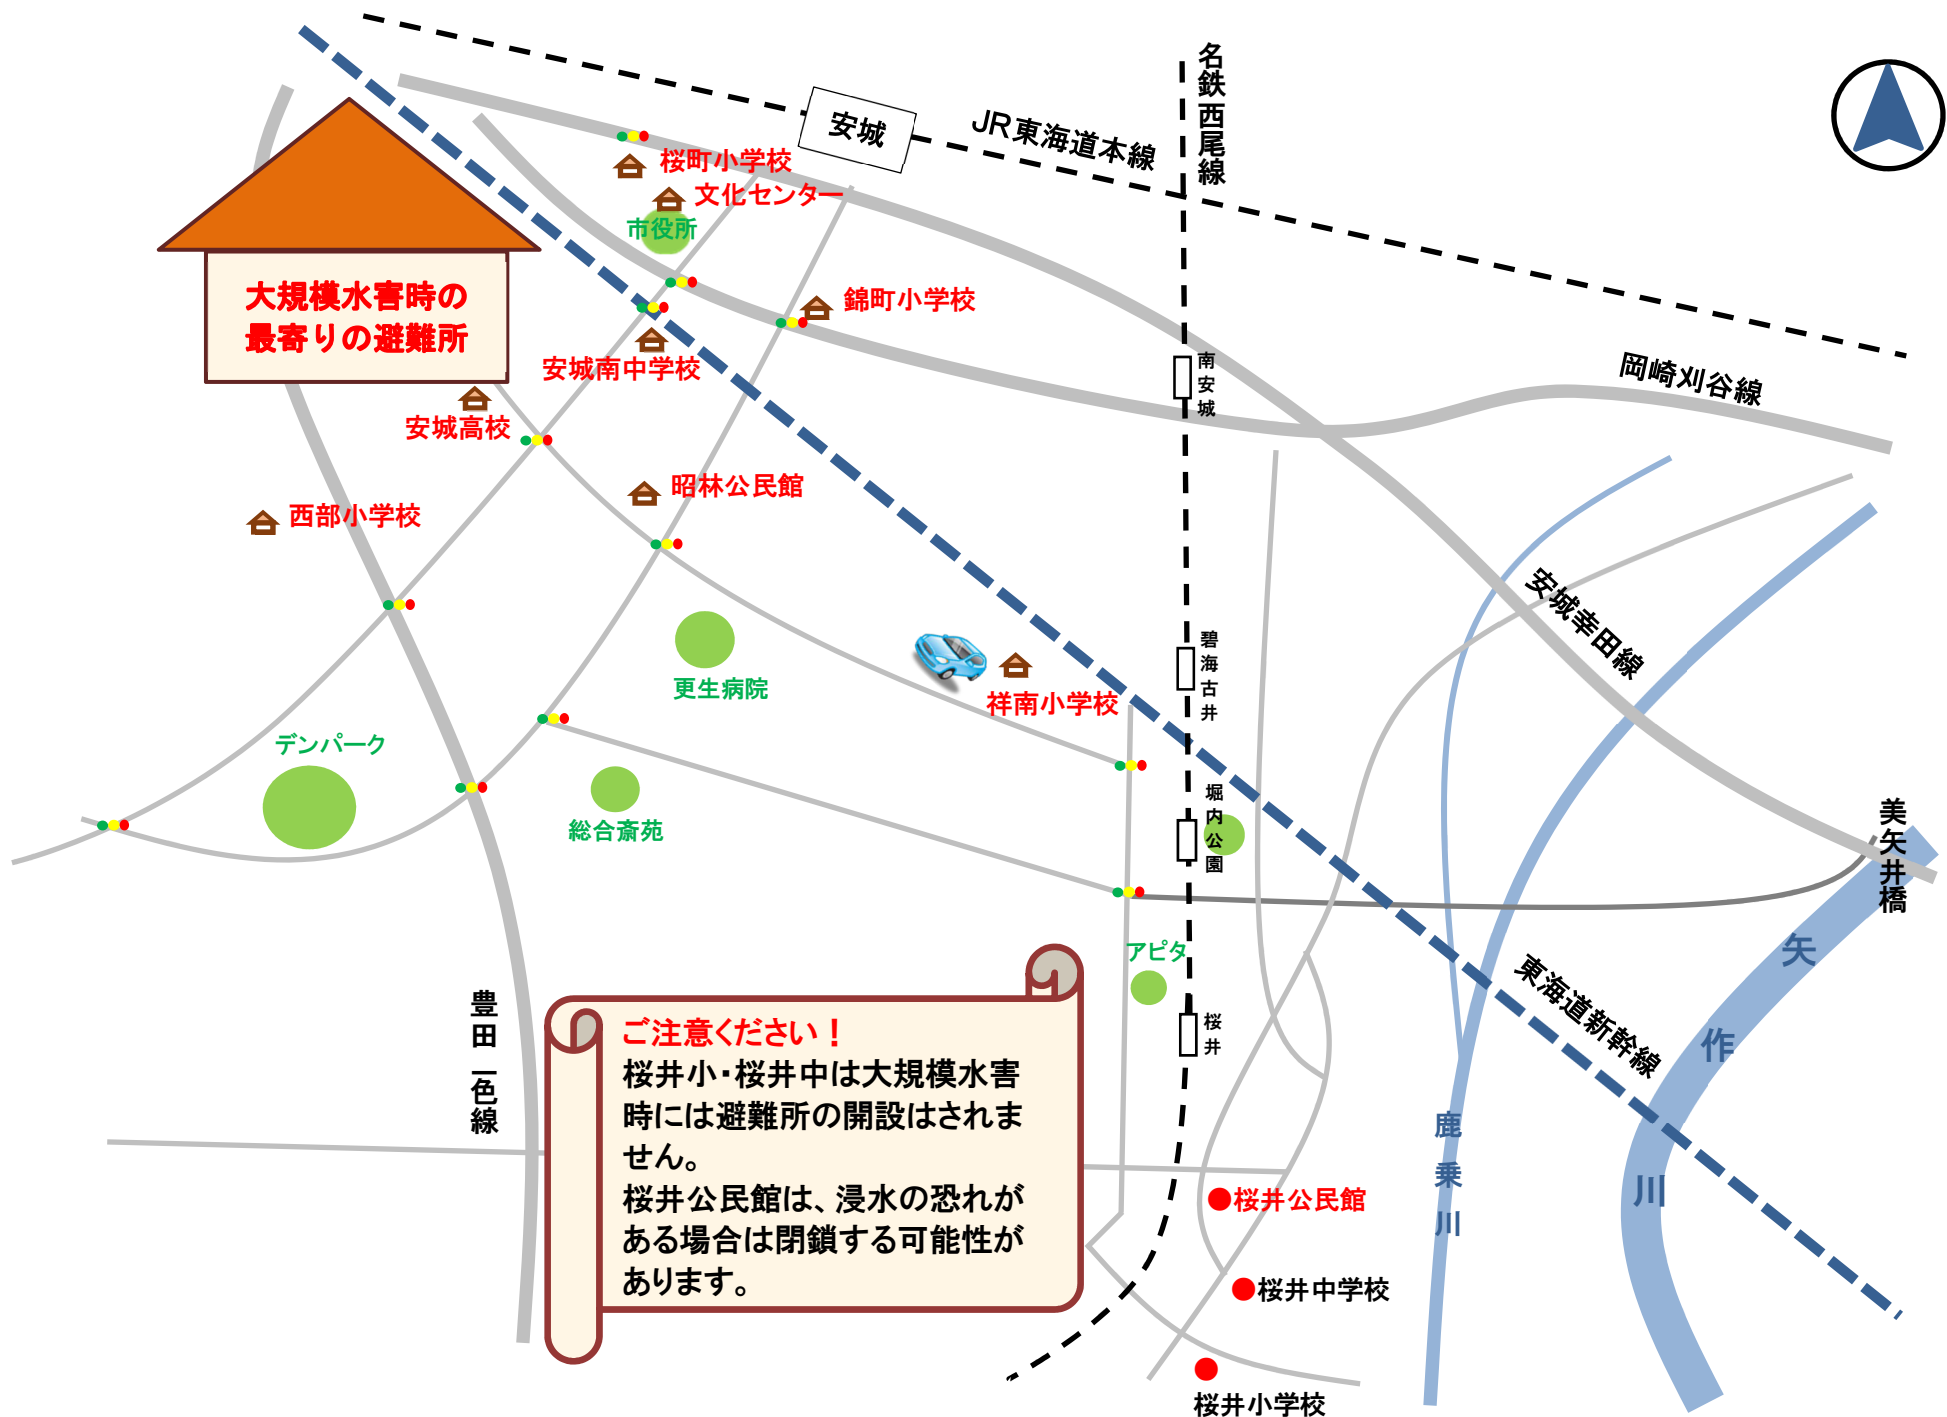 名鉄西尾線
安城
JR東海道本線
桜町小学校
文化センター
市役所
大規模水害時の
最寄りの避難所
錦町小学校
安城南中学校
南安城
岡崎刈谷線
安城高校
昭林公民館
西部小学校
安城幸田線
碧海古井
更生病院
祥南小学校
デンパーク
堀内公園
総合斎苑
美矢井橋
矢作川
アピタ
東海道新幹線
豊田一色線
桜井
ご注意ください！
桜井小・桜井中は大規模水害
時には避難所の開設はされま
せん。
桜井公民館は、浸水の恐れが
ある場合は閉鎖する可能性が
あります。
鹿乗川
桜井公民館
桜井中学校
桜井小学校